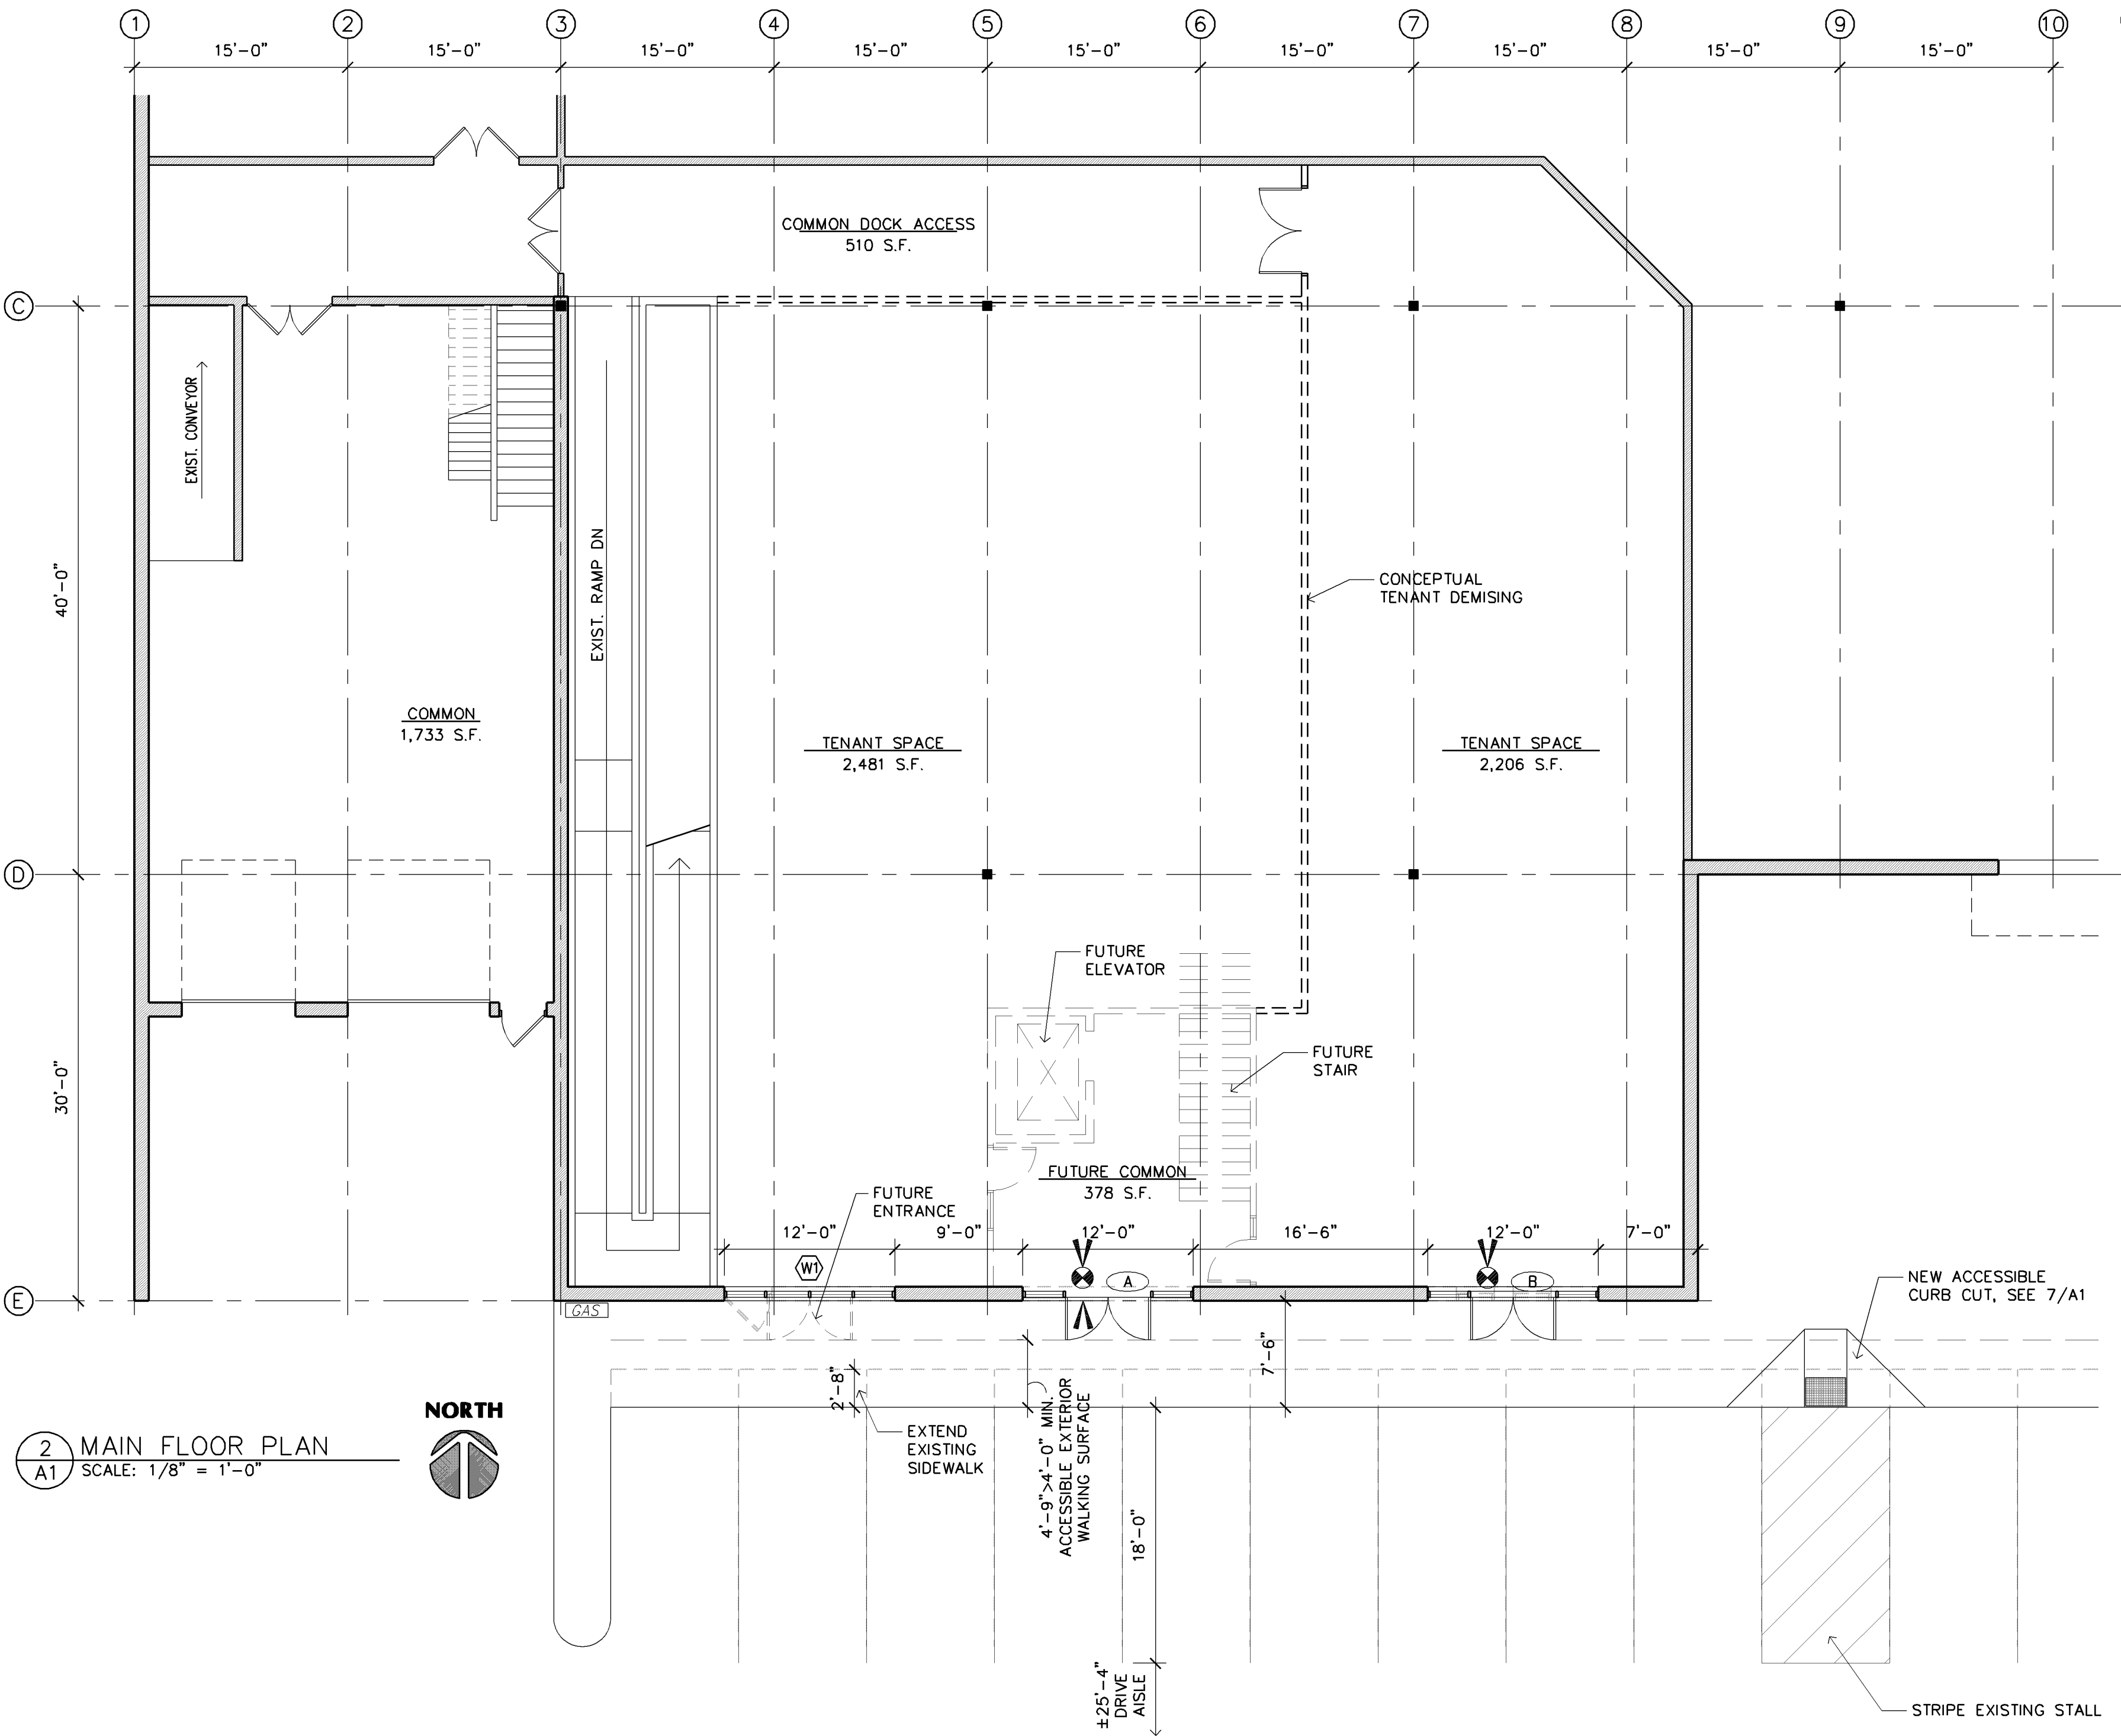 1 2 3 4 5 6 7 8 9 10
15'-0" 15'-0" 15'-0" 15'-0" 15'-0" 15'-0" 15'-0" 15'-0" 15'-0"
COMMON DOCK ACCESS
510 S.F.
C
EXIST. CONVEYOR
EXIST. RAMP DN
40'-0"
CONCEPTUAL
TENANT DEMISING
COMMON
1,733 S.F.
TENANT SPACE
2,481 S.F.
TENANT SPACE
2,206 S.F.
D
FUTURE
ELEVATOR
30'-0"
FUTURE
STAIR
FUTURE COMMON
378 S.F.
FUTURE
ENTRANCE
12'-0" 9'-0" 12'-0" 16'-6" 12'-0" 7'-0"
W1
A
B
E
GAS
NEW ACCESSIBLE
CURB CUT, SEE 7/A1
7'-6"
2'-8"
4'-9">4'-0" MIN.
ACCESSIBLE EXTERIOR
WALKING SURFACE
EXTEND
EXISTING
SIDEWALK
NORTH
2
A1
MAIN FLOOR PLAN
SCALE: 1/8" = 1'-0"
18'-0"
±25'-4"
DRIVE
AISLE
STRIPE EXISTING STALL